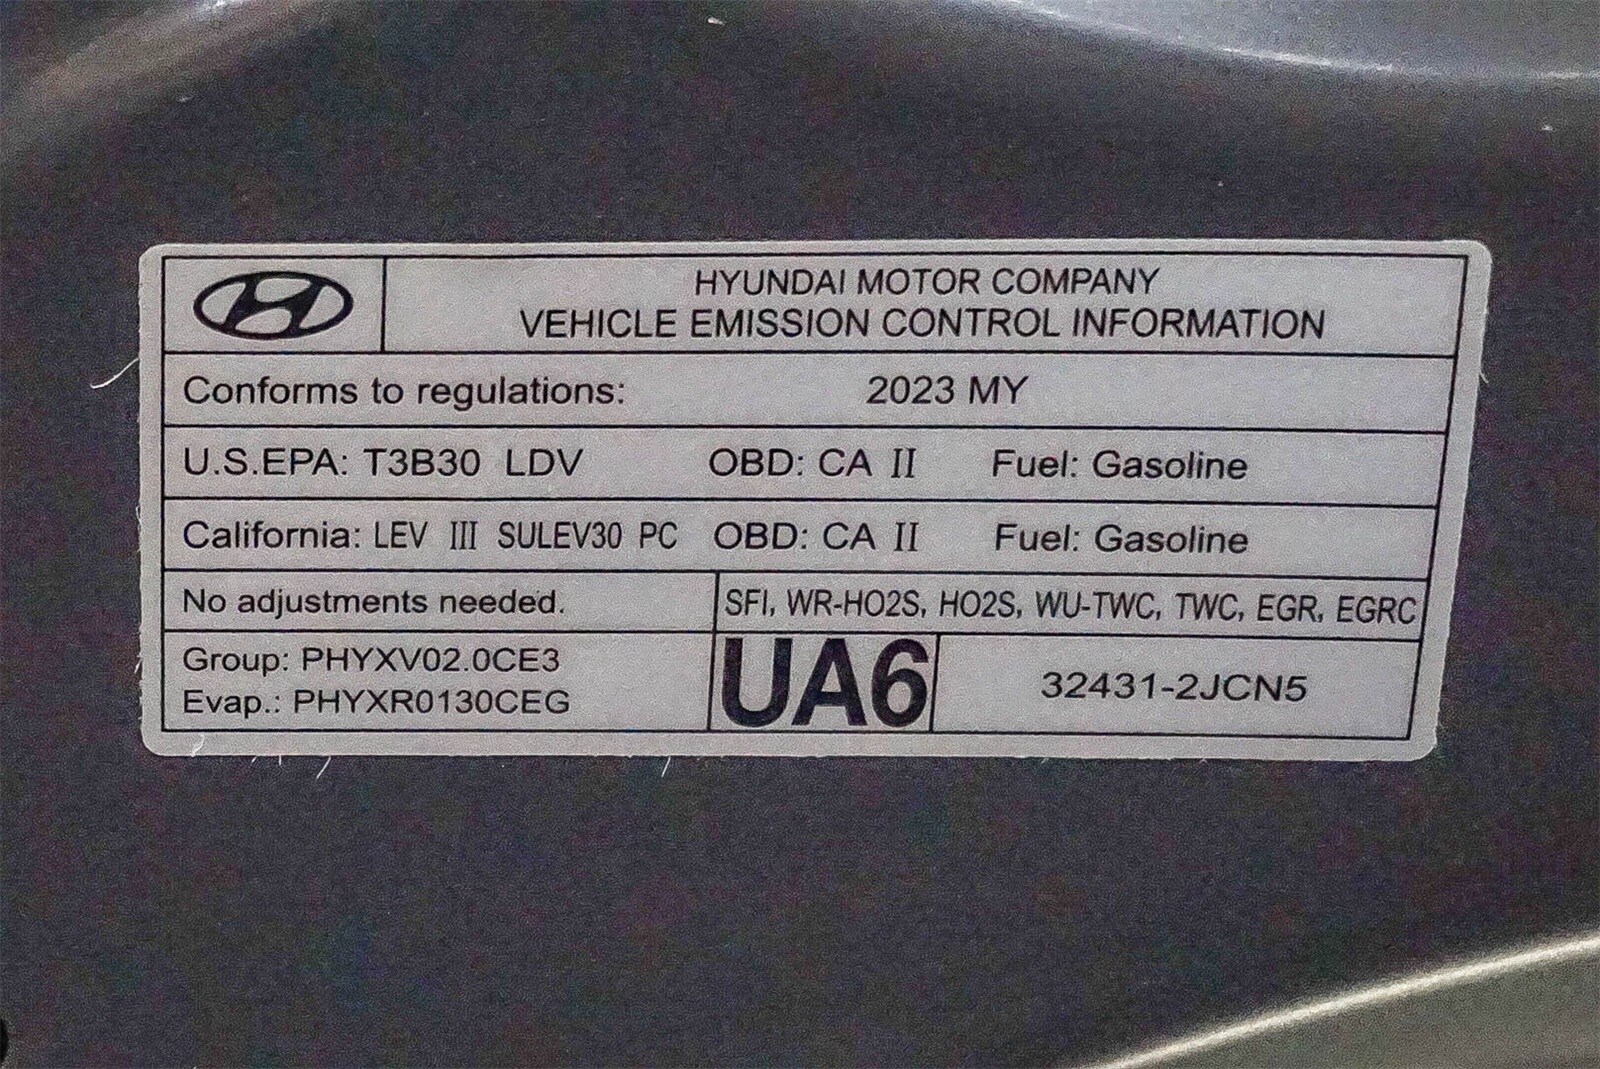 HYUNDAI MOTOR COMPANY
VEHICLE EMISSION CONTROL INFORMATION
Conforms to regulations: 2023 MY
U.S.EPA: T3B30 LDV OBD: CA II Fuel: Gasoline
California: LEV III SULEV30 PC OBD: CA II Fuel: Gasoline
No adjustments needed. SFI, WR-HO2S, HO2S, WU-TWC, TWC, EGR, EGRC
Group: PHYXV02.0CE3
Evap.: PHYXR0130CEG
UA6
32431-2JCN5